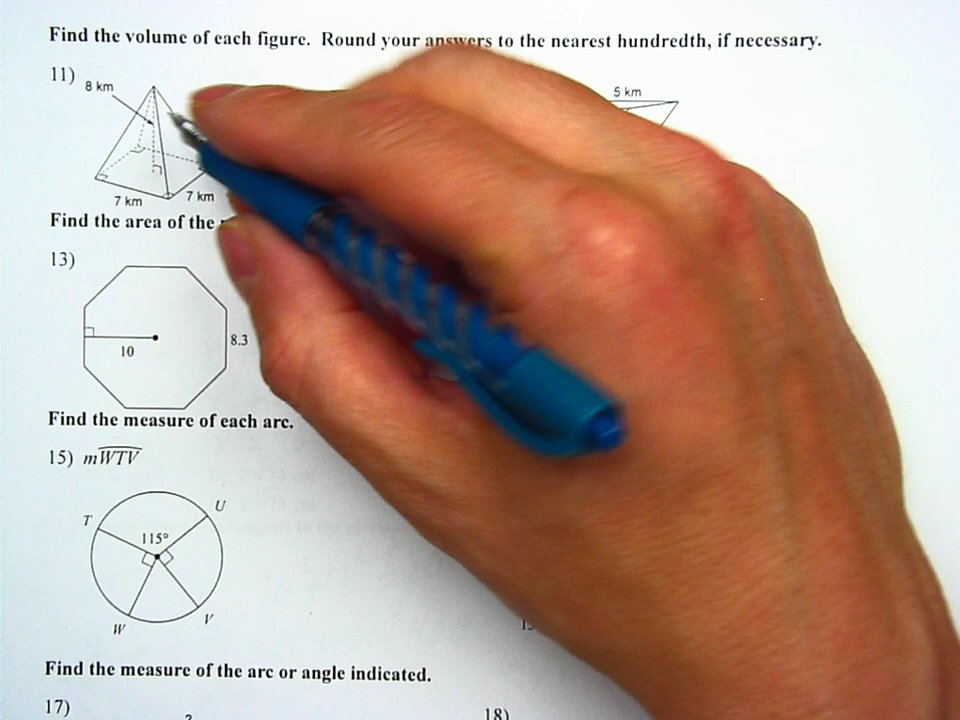 Find the volume of each figure. Round your answers to the nearest hundredth, if necessary.
11)
8 km
5 km
7 km
7 km
Find the area of the
13)
8.3
10
Find the measure of each arc.
15) mWTV
U
T
115°
W
V
Find the measure of the arc or angle indicated.
17)
18)